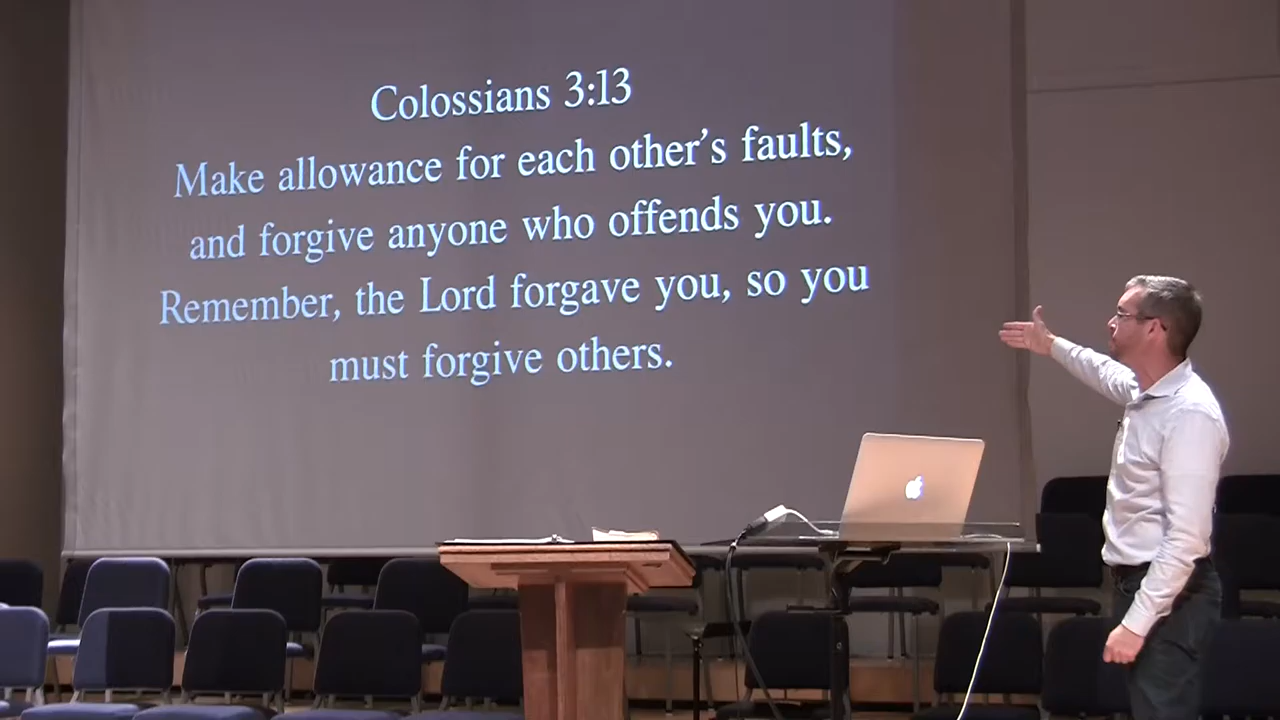 Colossians 3:13
Make allowance for each other's faults,
and forgive anyone who offends you.
Remember, the Lord forgave you, so you
must forgive others.